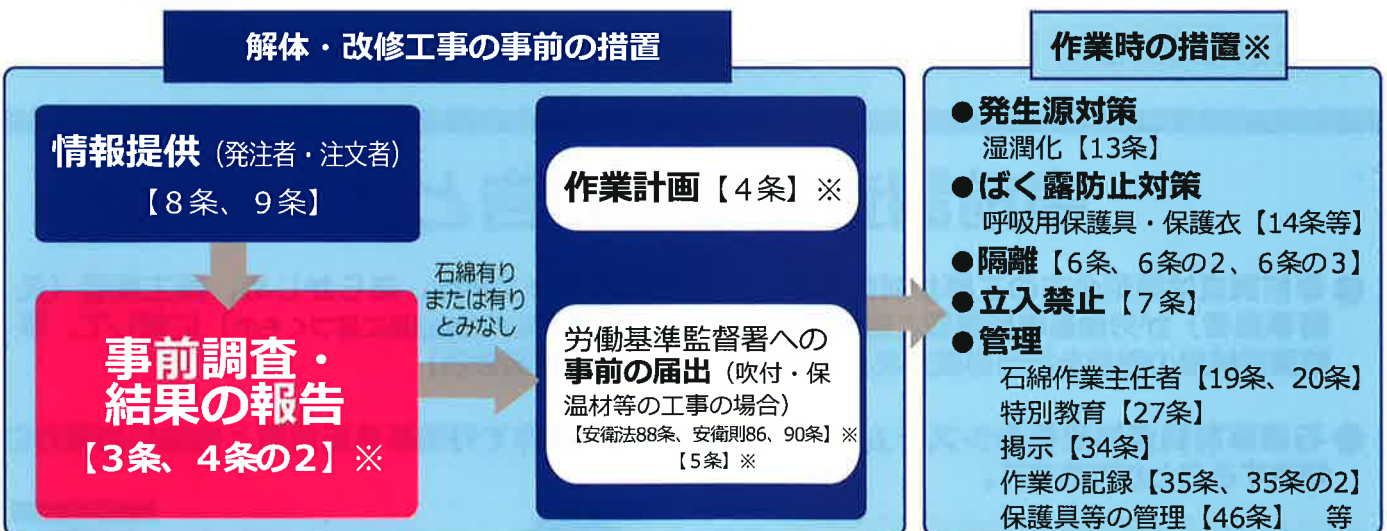 解体・改修工事の事前の措置
情報提供（発注者・注文者）
【８条、９条】
事前調査・
結果の報告
【３条、４条の２】※
石綿有り
または有り
とみなし
作業計画【４条】※
労働基準監督署への
事前の届出（吹付・保
温材等の工事の場合）
【安衛法88条、安衛則86、90条】※
【５条】※
作業時の措置※
●発生源対策
湿潤化【13条】
●ばく露防止対策
呼吸用保護具・保護衣【14条等】
●隔離【６条、６条の２、６条の３】
●立入禁止【７条】
●管理
石綿作業主任者【19条、20条】
特別教育【27条】
掲示【34条】
作業の記録【35条、35条の2】
保護具等の管理【46条】　等